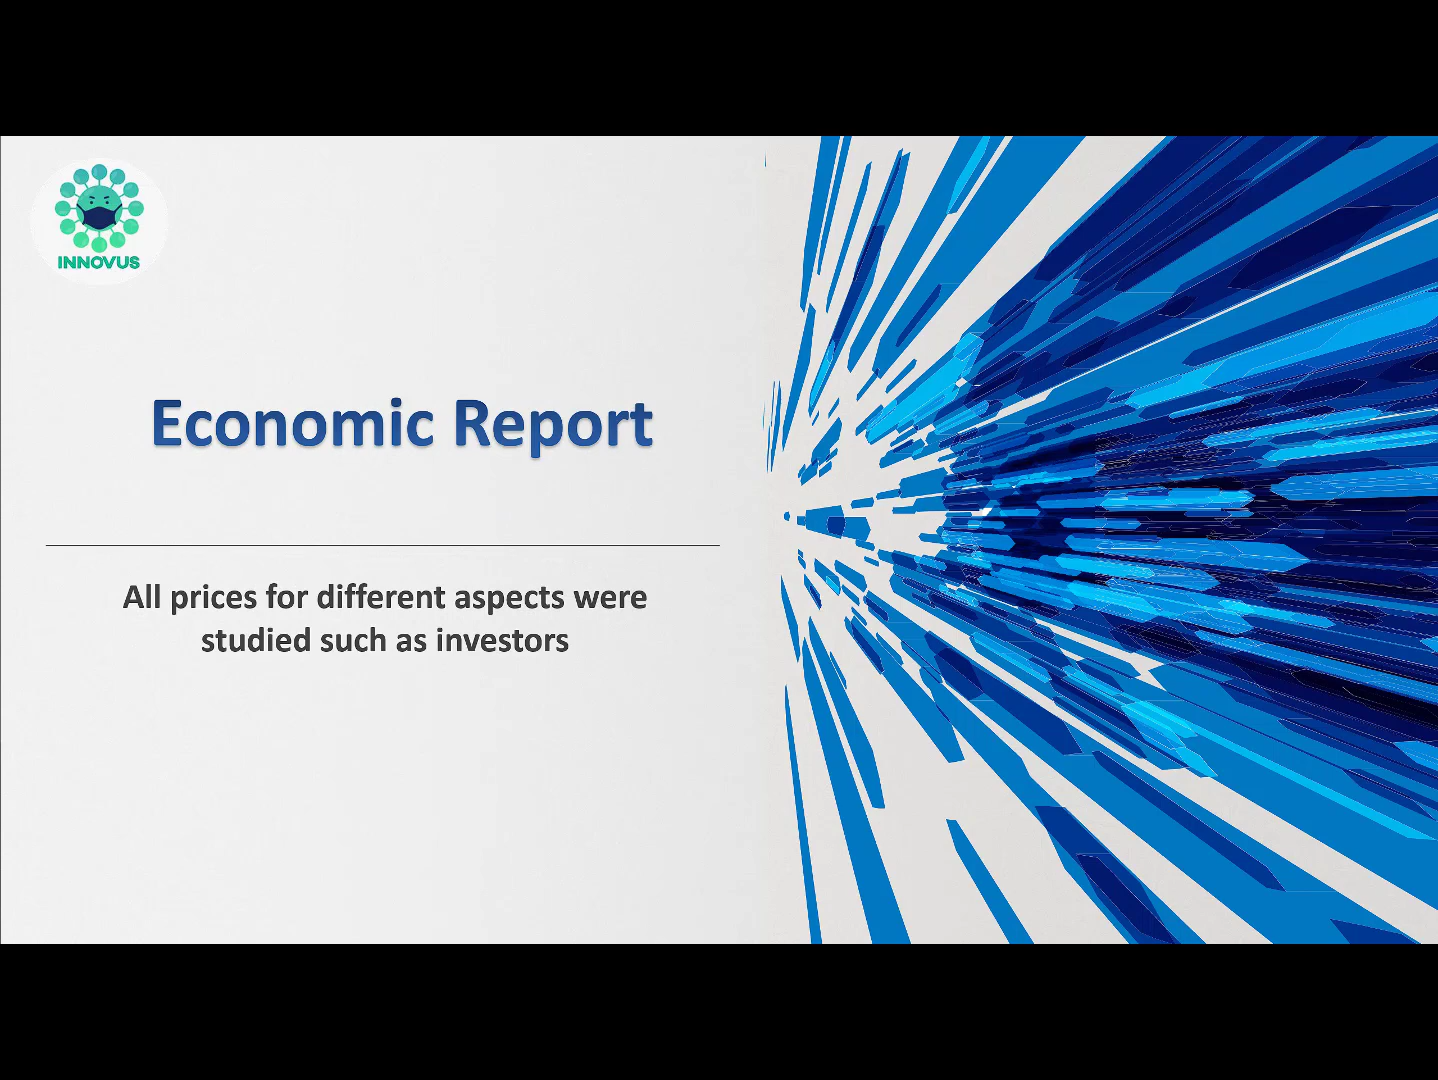 INNOVUS
Economic Report
All prices for different aspects were
studied such as investors